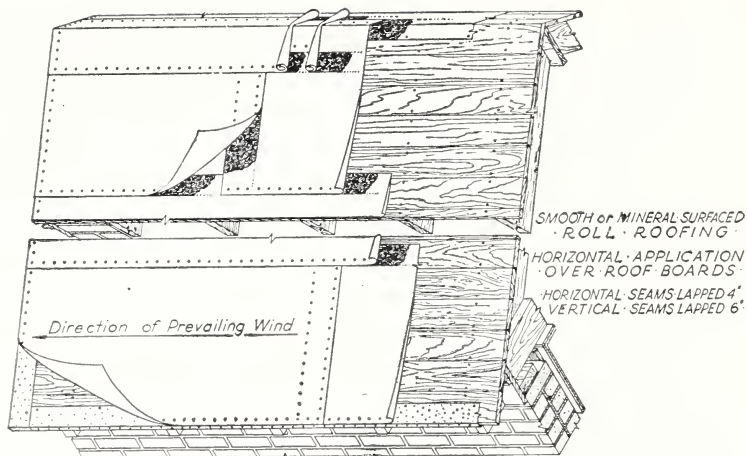 SMOOTH or MINERAL·SURFACED
·ROLL·ROOFING·
HORIZONTAL·APPLICATION
·OVER·ROOF·BOARDS·
·HORIZONTAL·SEAMS·LAPPED 4"
VERTICAL·SEAMS LAPPED 6"·
Direction of Prevailing Wind